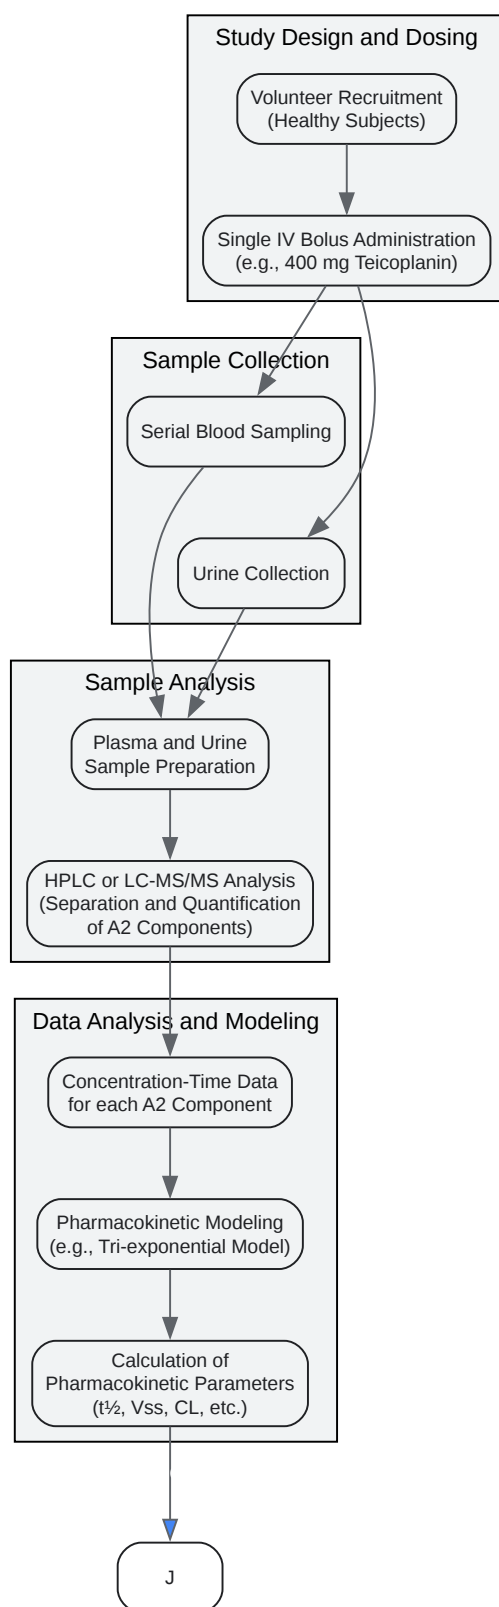 Study Design and Dosing
Volunteer Recruitment
(Healthy Subjects)
Single IV Bolus Administration
(e.g., 400 mg Teicoplanin)
Sample Collection
Serial Blood Sampling
Urine Collection
Sample Analysis
Plasma and Urine
Sample Preparation
HPLC or LC-MS/MS Analysis
(Separation and Quantification
of A2 Components)
Data Analysis and Modeling
Concentration-Time Data
for each A2 Component
Pharmacokinetic Modeling
(e.g., Tri-exponential Model)
Calculation of
Pharmacokinetic Parameters
(t½, Vss, CL, etc.)
J